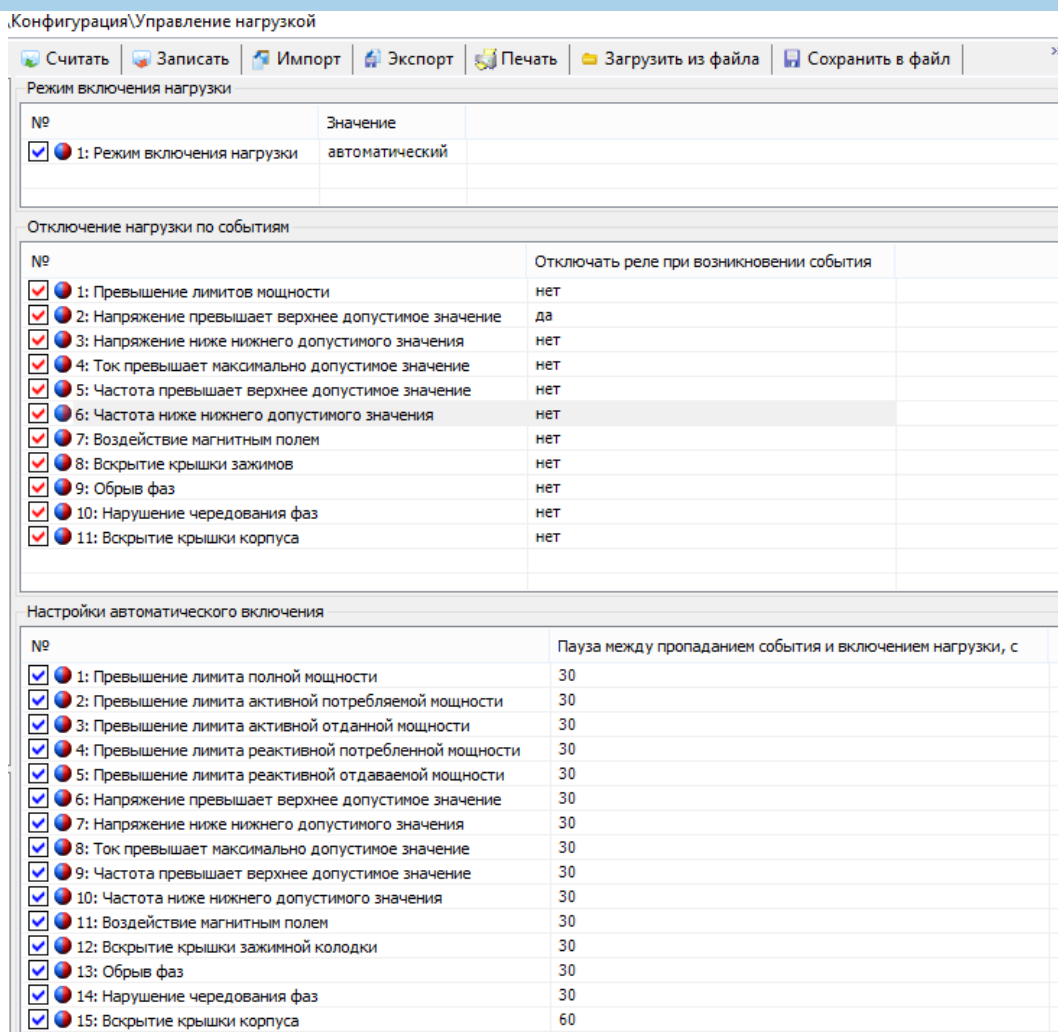 \Конфигурация\Управление нагрузкой
Считать Записать Импорт Экспорт Печать Загрузить из файла Сохранить в файл »
Режим включения нагрузки
№ Значение
1: Режим включения нагрузки автоматический
Отключение нагрузки по событиям
№ Отключать реле при возникновении события
1: Превышение лимитов мощности нет
2: Напряжение превышает верхнее допустимое значение да
3: Напряжение ниже нижнего допустимого значения нет
4: Ток превышает максимально допустимое значение нет
5: Частота превышает верхнее допустимое значение нет
6: Частота ниже нижнего допустимого значения нет
7: Воздействие магнитным полем нет
8: Вскрытие крышки зажимов нет
9: Обрыв фаз нет
10: Нарушение чередования фаз нет
11: Вскрытие крышки корпуса нет
Настройки автоматического включения
№ Пауза между пропаданием события и включением нагрузки, с
1: Превышение лимита полной мощности 30
2: Превышение лимита активной потребляемой мощности 30
3: Превышение лимита активной отданной мощности 30
4: Превышение лимита реактивной потребленной мощности 30
5: Превышение лимита реактивной отдаваемой мощности 30
6: Напряжение превышает верхнее допустимое значение 30
7: Напряжение ниже нижнего допустимого значения 30
8: Ток превышает максимально допустимое значение 30
9: Частота превышает верхнее допустимое значение 30
10: Частота ниже нижнего допустимого значения 30
11: Воздействие магнитным полем 30
12: Вскрытие крышки зажимной колодки 30
13: Обрыв фаз 30
14: Нарушение чередования фаз 30
15: Вскрытие крышки корпуса 60